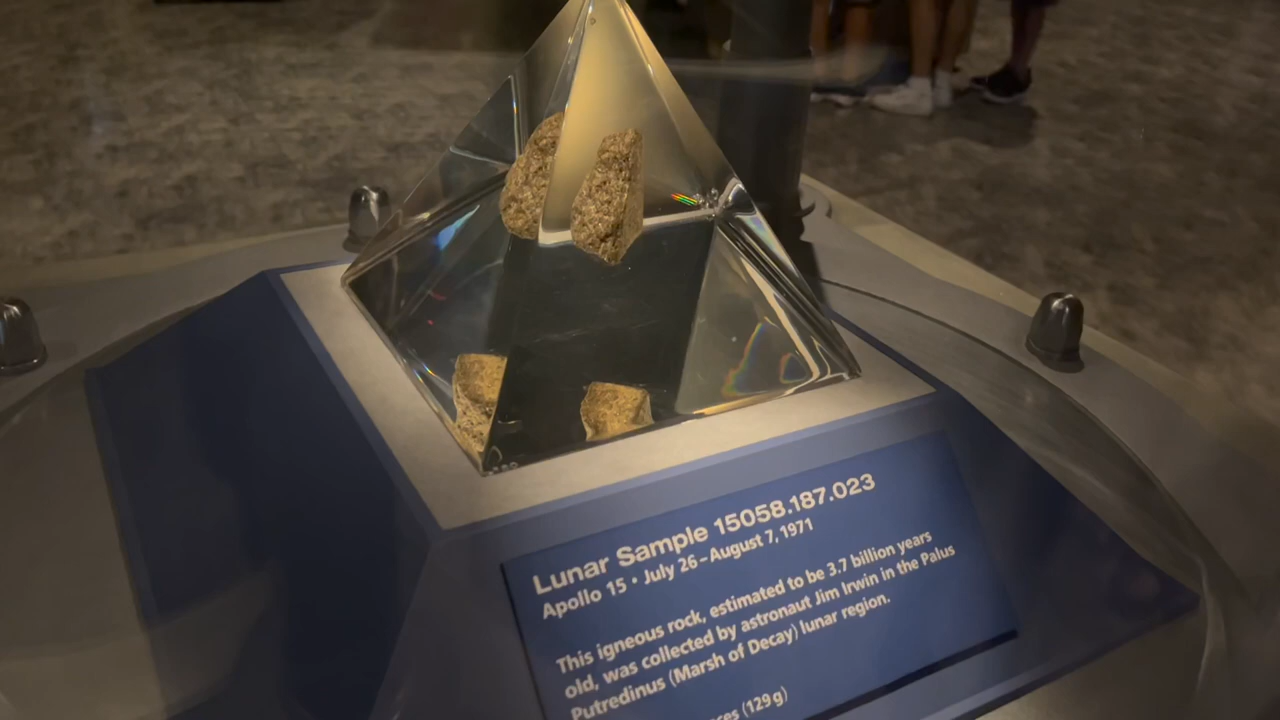 Lunar Sample 15058.187.023
Apollo 15 • July 26–August 7, 1971
This igneous rock, estimated to be 3.7 billion years
old, was collected by astronaut Jim Irwin in the Palus
Putredinus (Marsh of Decay) lunar region.
(129 g)